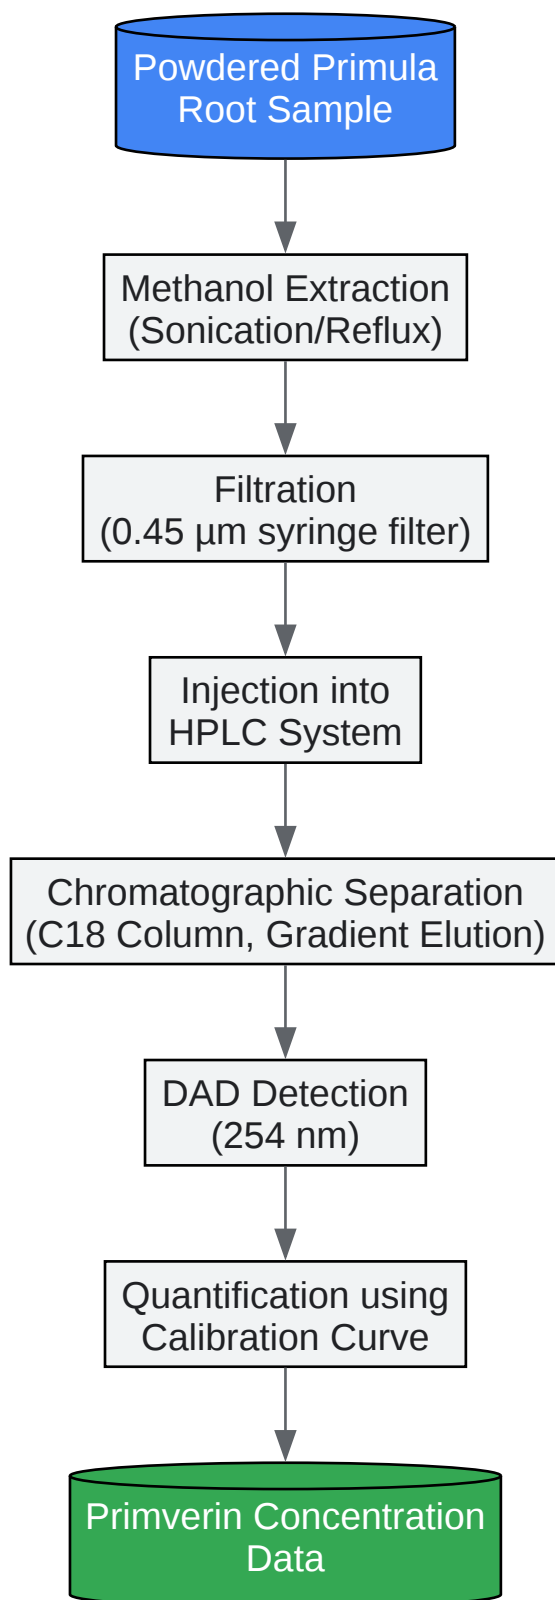 Powdered Primula
Root Sample
Methanol Extraction
(Sonication/Reflux)
Filtration
(0.45 µm syringe filter)
Injection into
HPLC System
Chromatographic Separation
(C18 Column, Gradient Elution)
DAD Detection
(254 nm)
Quantification using
Calibration Curve
Primverin Concentration
Data